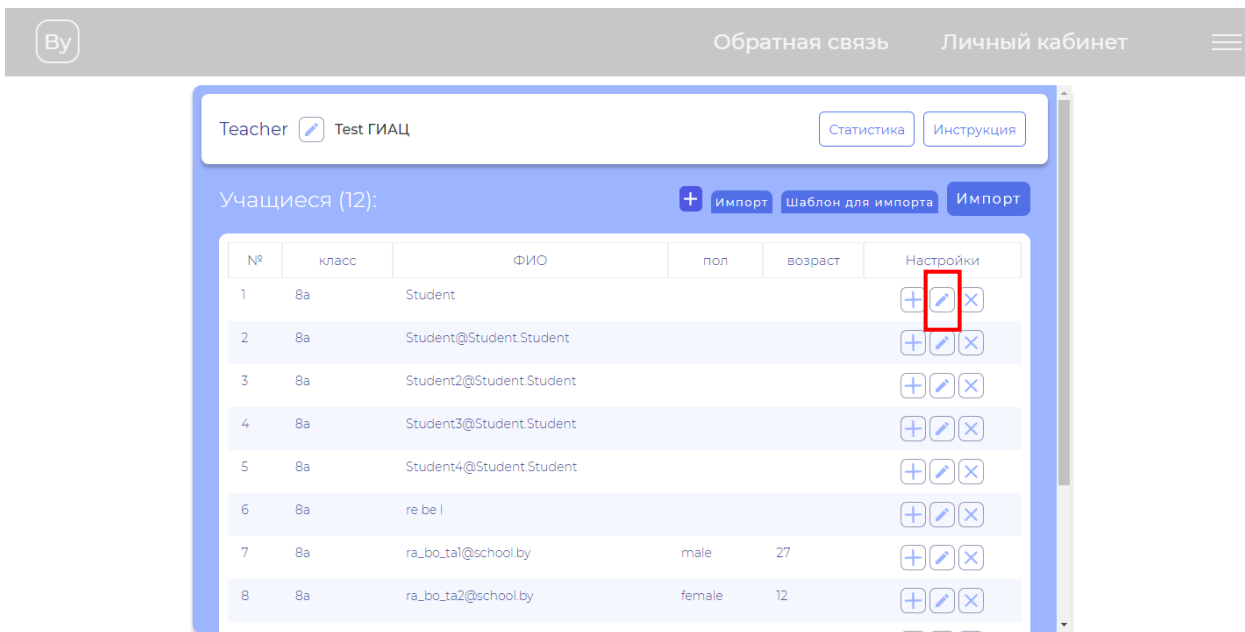 By Обратная связь Личный кабинет
Teacher Test ГИАЦ Статистика Инструкция
Учащиеся (12): + Импорт Шаблон для импорта Импорт
№ класс ФИО пол возраст Настройки
1 8а Student
2 8а Student@Student.Student
3 8а Student2@Student.Student
4 8а Student3@Student.Student
5 8а Student4@Student.Student
6 8а re be l
7 8а ra_bo_ta1@school.by male 27
8 8а ra_bo_ta2@school.by female 12